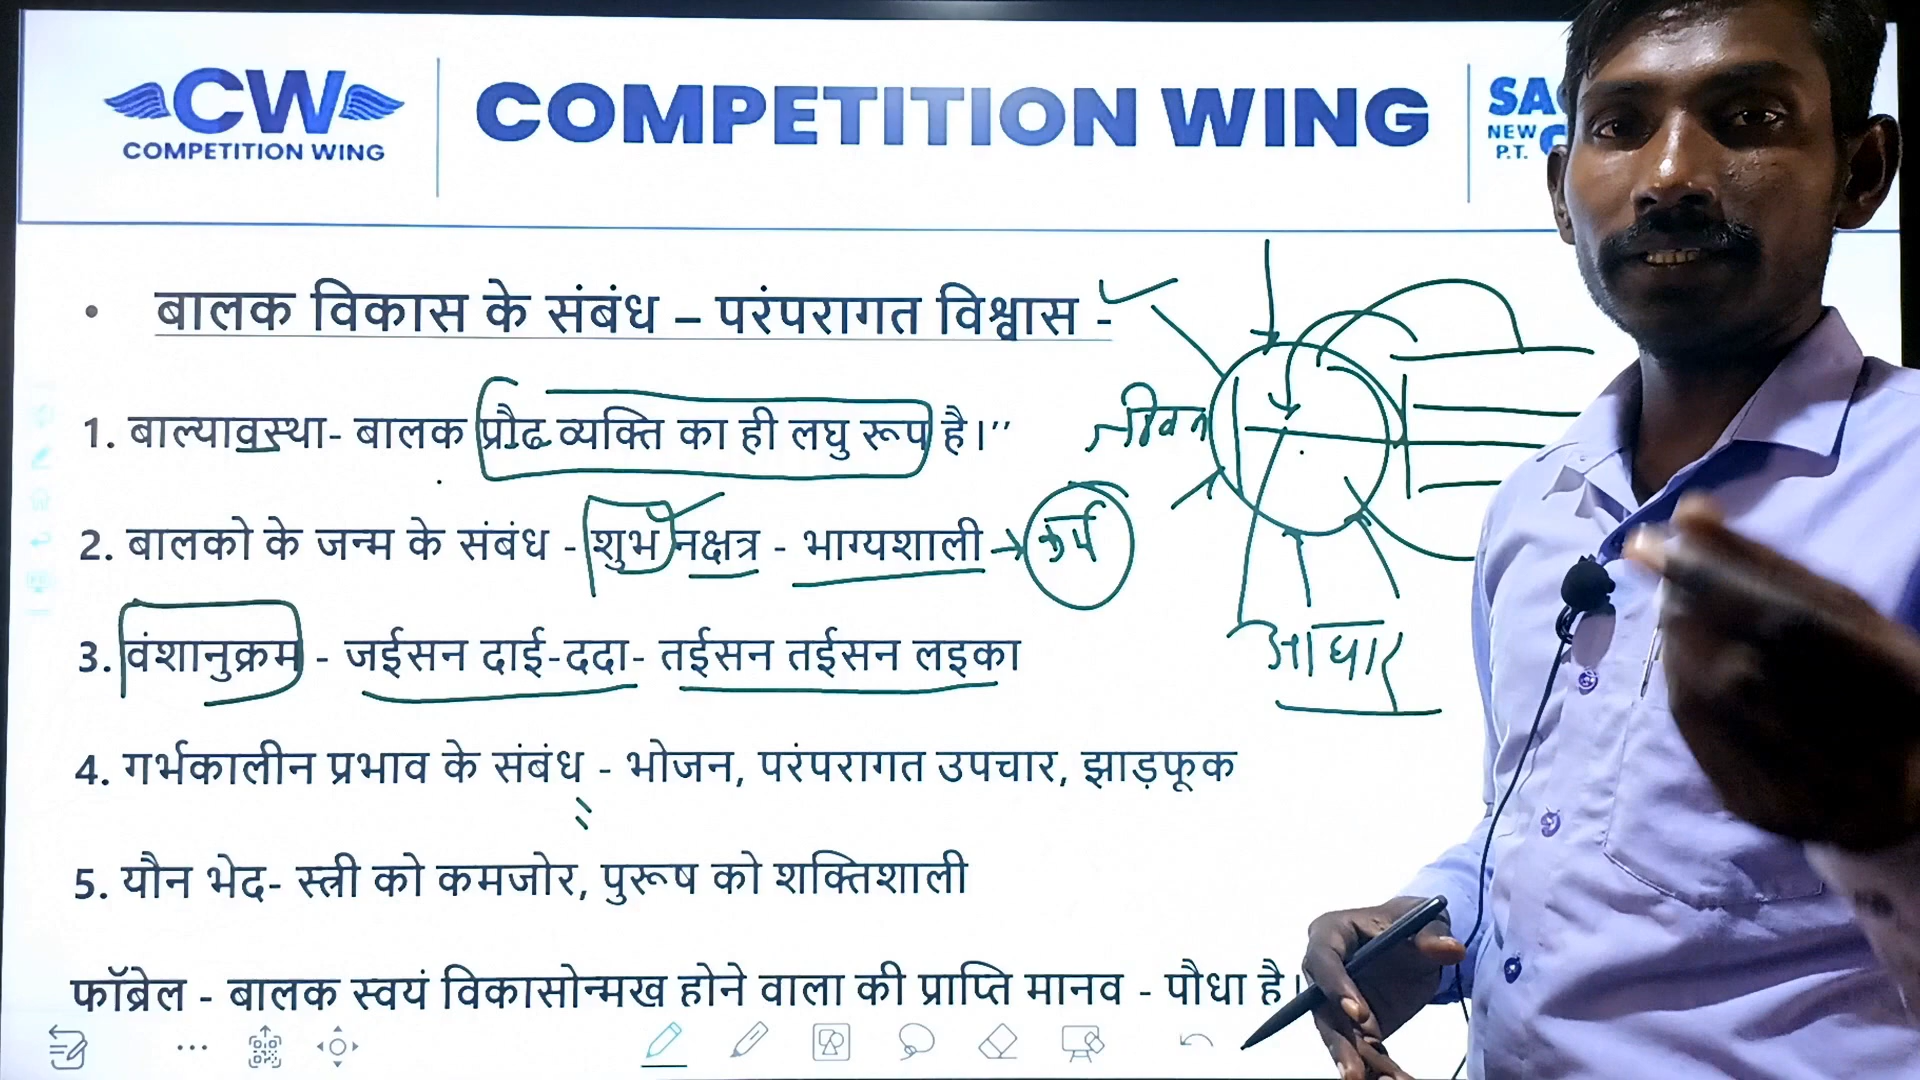 CW
COMPETITION WING
COMPETITION WING
NEW
P.T.
• बालक विकास के संबंध – परंपरागत विश्वास -
1. बाल्यावस्था- बालक प्रौढ व्यक्ति का ही लघु रूप है।’’
जीवन
2. बालको के जन्म के संबंध - शुभ नक्षत्र - भाग्यशाली → कर्म
3. वंशानुक्रम - जईसन दाई-ददा- तईसन तईसन लइका
आधार
4. गर्भकालीन प्रभाव के संबंध - भोजन, परंपरागत उपचार, झाड़फूक
5. यौन भेद- स्त्री को कमजोर, पुरूष को शक्तिशाली
फॉब्रेल - बालक स्वयं विकासोन्मख होने वाला की प्राप्ति मानव - पौधा है।